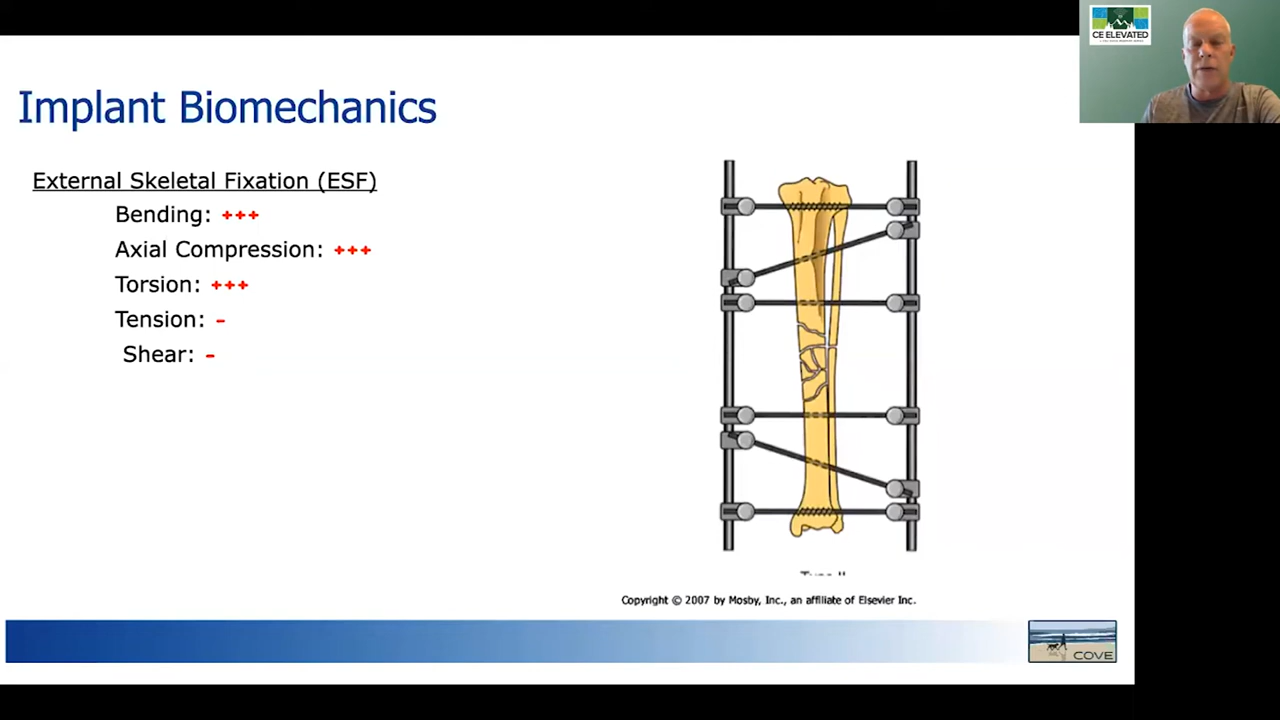 CE ELEVATED
Implant Biomechanics
External Skeletal Fixation (ESF)
Bending: +++
Axial Compression: +++
Torsion: +++
Tension: -
Shear: -
Copyright © 2007 by Mosby, Inc., an affiliate of Elsevier Inc.
COVE